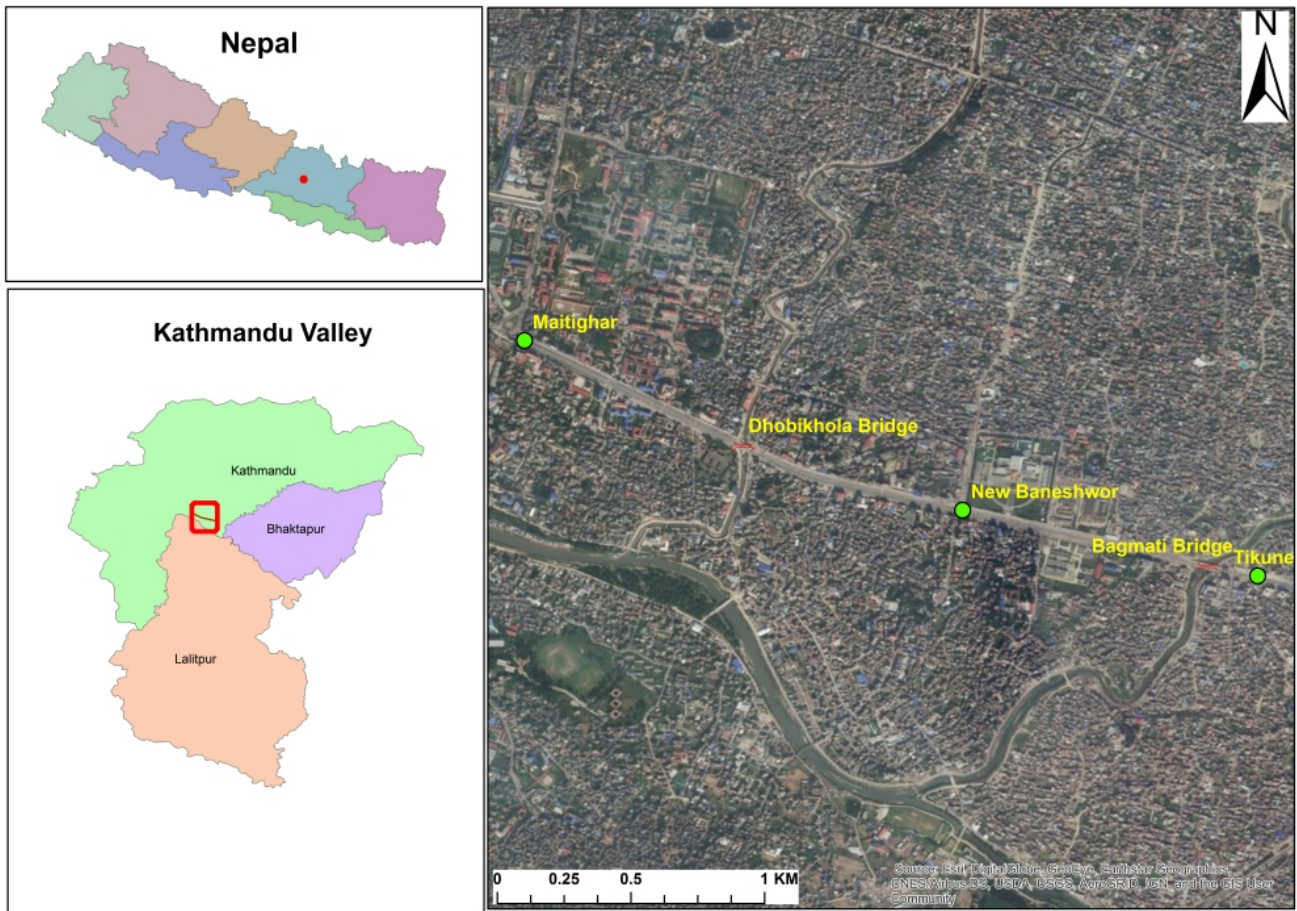 Nepal
N
Kathmandu Valley
Kathmandu
Bhaktapur
Lalitpur
Maitighar
Dhobikhola Bridge
New Baneshwor
Bagmati Bridge
Tikune
0 0.25 0.5 1 KM
Source: Esri, DigitalGlobe, GeoEye, Earthstar Geographics,
CNES/Airbus DS, USDA, USGS, AeroGRID, IGN, and the GIS User
Community